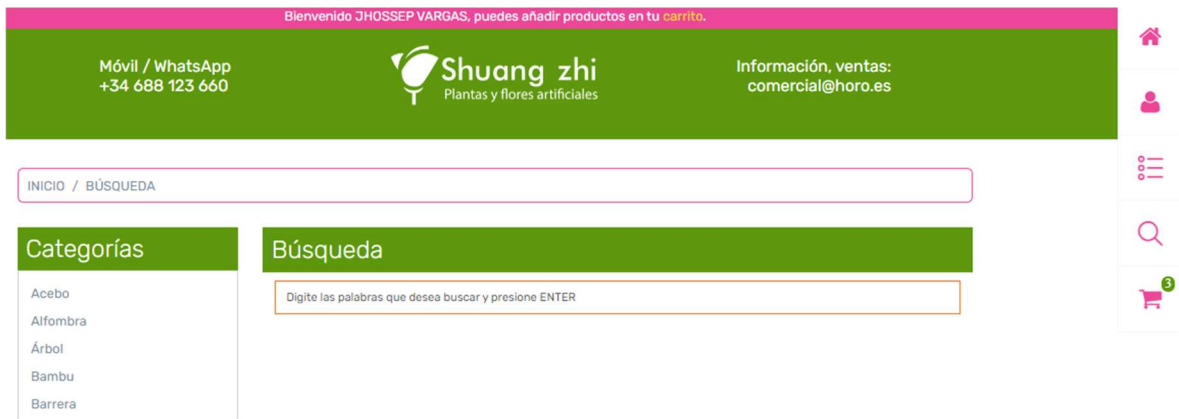 Bienvenido JHOSSEP VARGAS, puedes añadir productos en tu carrito.
Móvil / WhatsApp
+34 688 123 660
Shuang zhi
Plantas y flores artificiales
Información, ventas:
comercial@horo.es
INICIO / BÚSQUEDA
Categorías
Acebo
Alfombra
Árbol
Bambu
Barrera
Búsqueda
Digite las palabras que desea buscar y presione ENTER
3